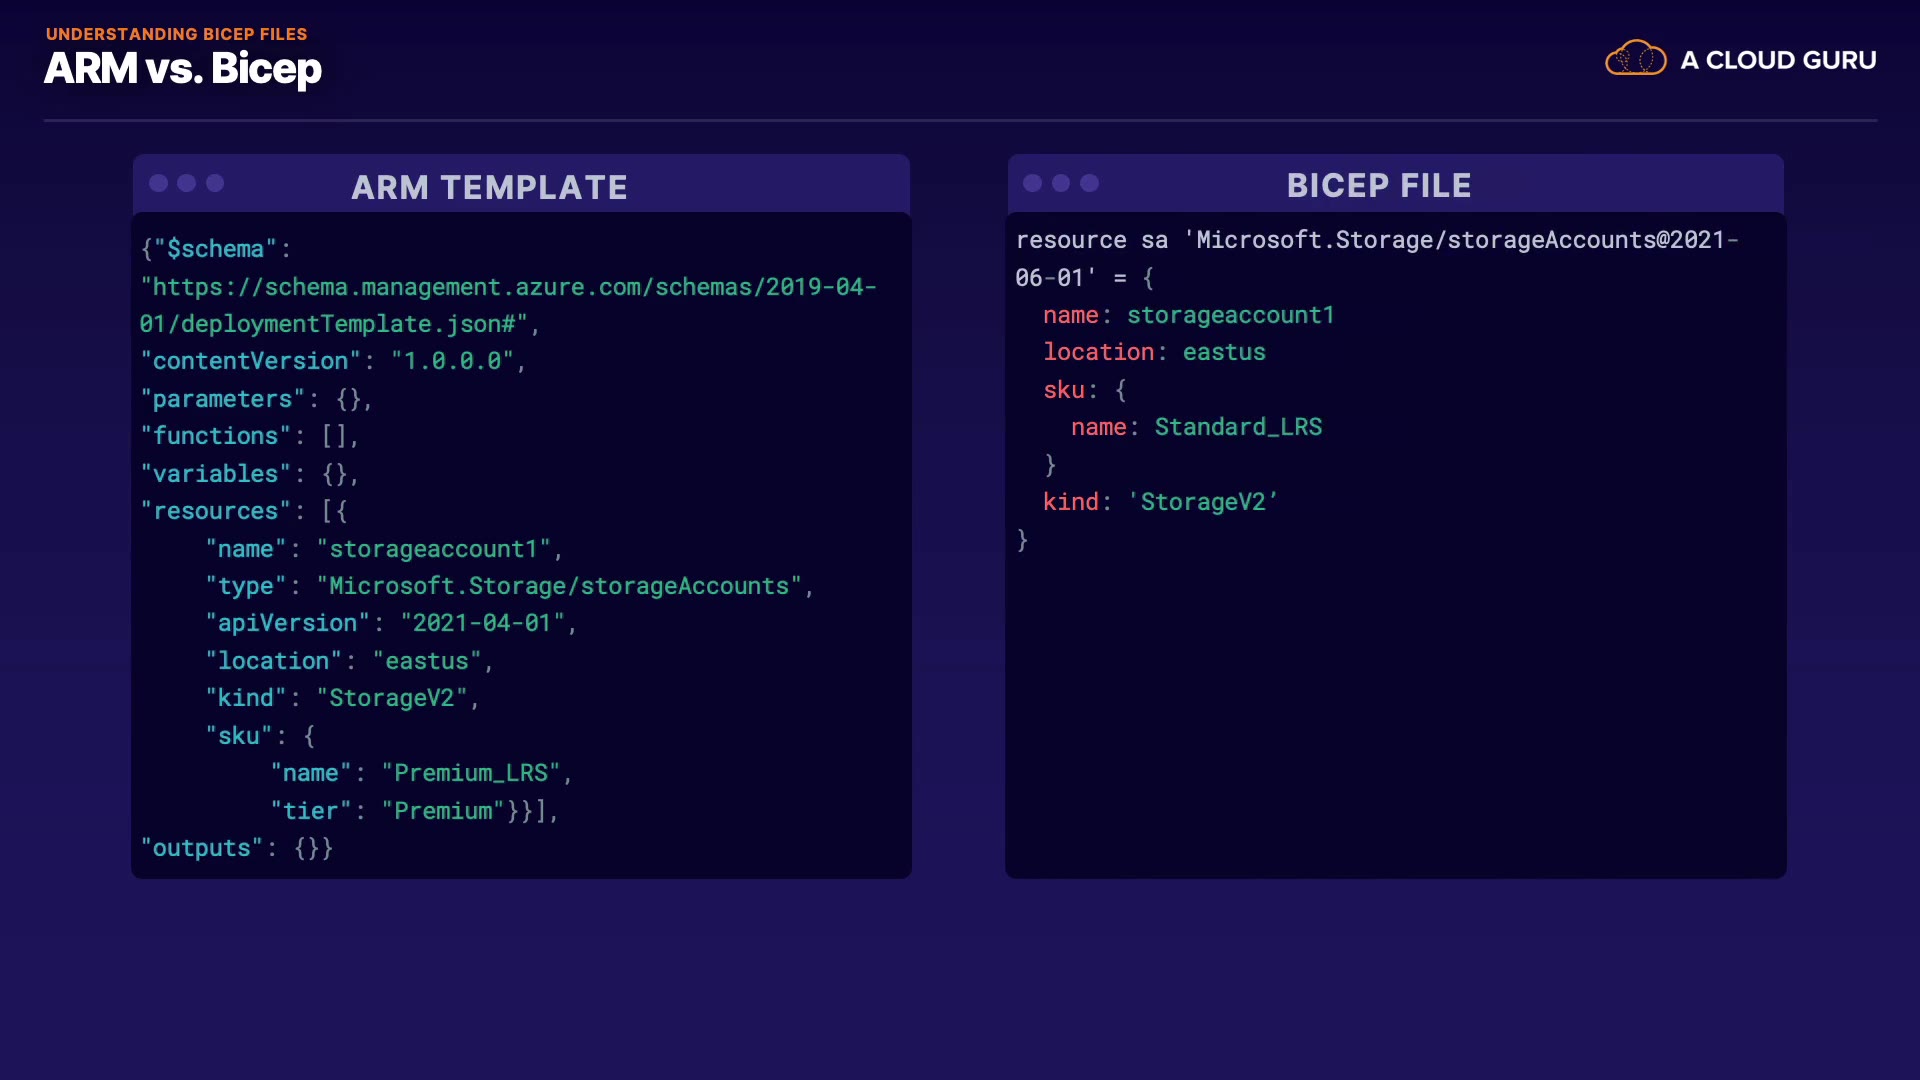 UNDERSTANDING BICEP FILES
ARM vs. Bicep
A CLOUD GURU
ARM TEMPLATE
{"$schema":
"https://schema.management.azure.com/schemas/2019-04-
01/deploymentTemplate.json#",
"contentVersion": "1.0.0.0",
"parameters": {},
"functions": [],
"variables": {},
"resources": [{
"name": "storageaccount1",
"type": "Microsoft.Storage/storageAccounts",
"apiVersion": "2021-04-01",
"location": "eastus",
"kind": "StorageV2",
"sku": {
"name": "Premium_LRS",
"tier": "Premium"}}],
"outputs": {}}
BICEP FILE
resource sa 'Microsoft.Storage/storageAccounts@2021-
06-01' = {
name: storageaccount1
location: eastus
sku: {
name: Standard_LRS
}
kind: 'StorageV2’
}